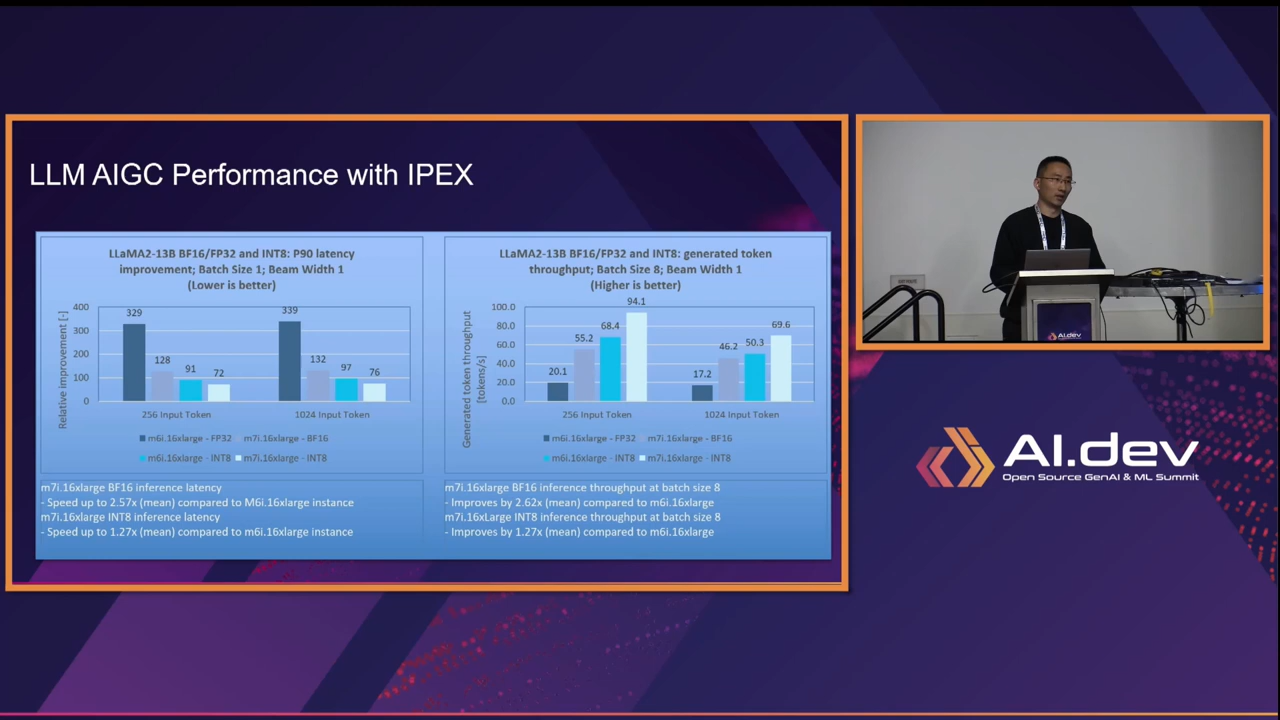 LLM AIGC Performance with IPEX
LLaMA2-13B BF16/FP32 and INT8: P90 latency
improvement; Batch Size 1; Beam Width 1
(Lower is better)
Relative improvement [-]
400
300
200
100
0
329
128
91
72
339
132
97
76
256 Input Token
1024 Input Token
m6i.16xlarge - FP32
m7i.16xlarge - BF16
m6i.16xlarge - INT8
m7i.16xlarge - INT8
m7i.16xlarge BF16 inference latency
- Speed up to 2.57x (mean) compared to M6i.16xlarge instance
m7i.16xlarge INT8 inference latency
- Speed up to 1.27x (mean) compared to m6i.16xlarge instance
LLaMA2-13B BF16/FP32 and INT8: generated token
throughput; Batch Size 8; Beam Width 1
(Higher is better)
Generated token throughput
[tokens/s]
100.0
80.0
60.0
40.0
20.0
0.0
20.1
55.2
68.4
94.1
17.2
46.2
50.3
69.6
256 Input Token
1024 Input Token
m6i.16xlarge - FP32
m7i.16xlarge - BF16
m6i.16xlarge - INT8
m7i.16xlarge - INT8
m7i.16xlarge BF16 inference throughput at batch size 8
- Improves by 2.62x (mean) compared to m6i.16xlarge
m7i.16xLarge INT8 inference throughput at batch size 8
- Improves by 1.27x (mean) compared to m6i.16xlarge
AI.dev
AI.dev
Open Source GenAI & ML Summit